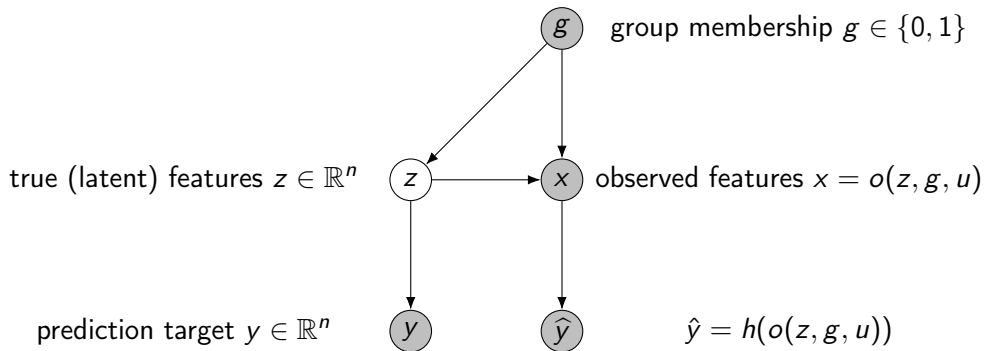 g group membership g ∈ {0, 1}
true (latent) features z ∈ ℝⁿ z x observed features x = o(z, g, u)
prediction target y ∈ ℝⁿ y ŷ ŷ = h(o(z, g, u))